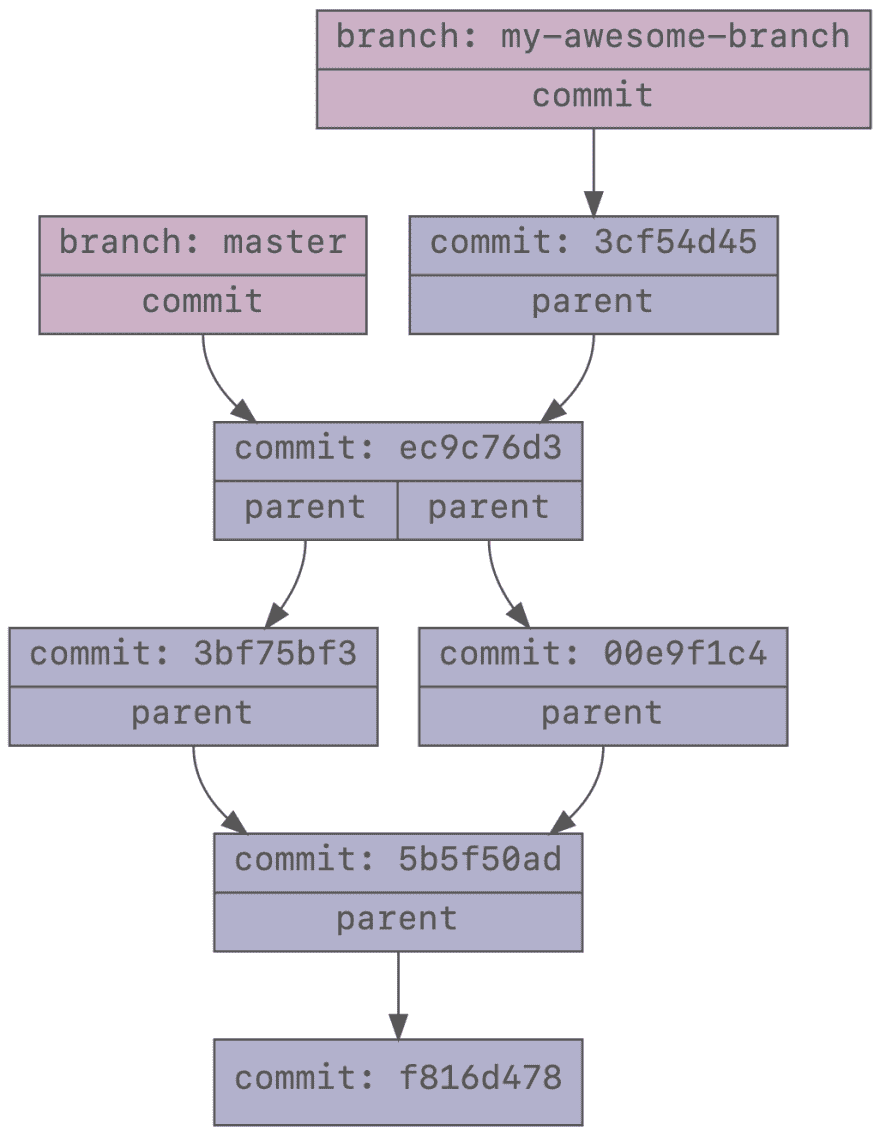 branch: my-awesome-branch
commit
branch: master
commit
commit: 3cf54d45
parent
commit: ec9c76d3
parent parent
commit: 3bf75bf3
parent
commit: 00e9f1c4
parent
commit: 5b5f50ad
parent
commit: f816d478